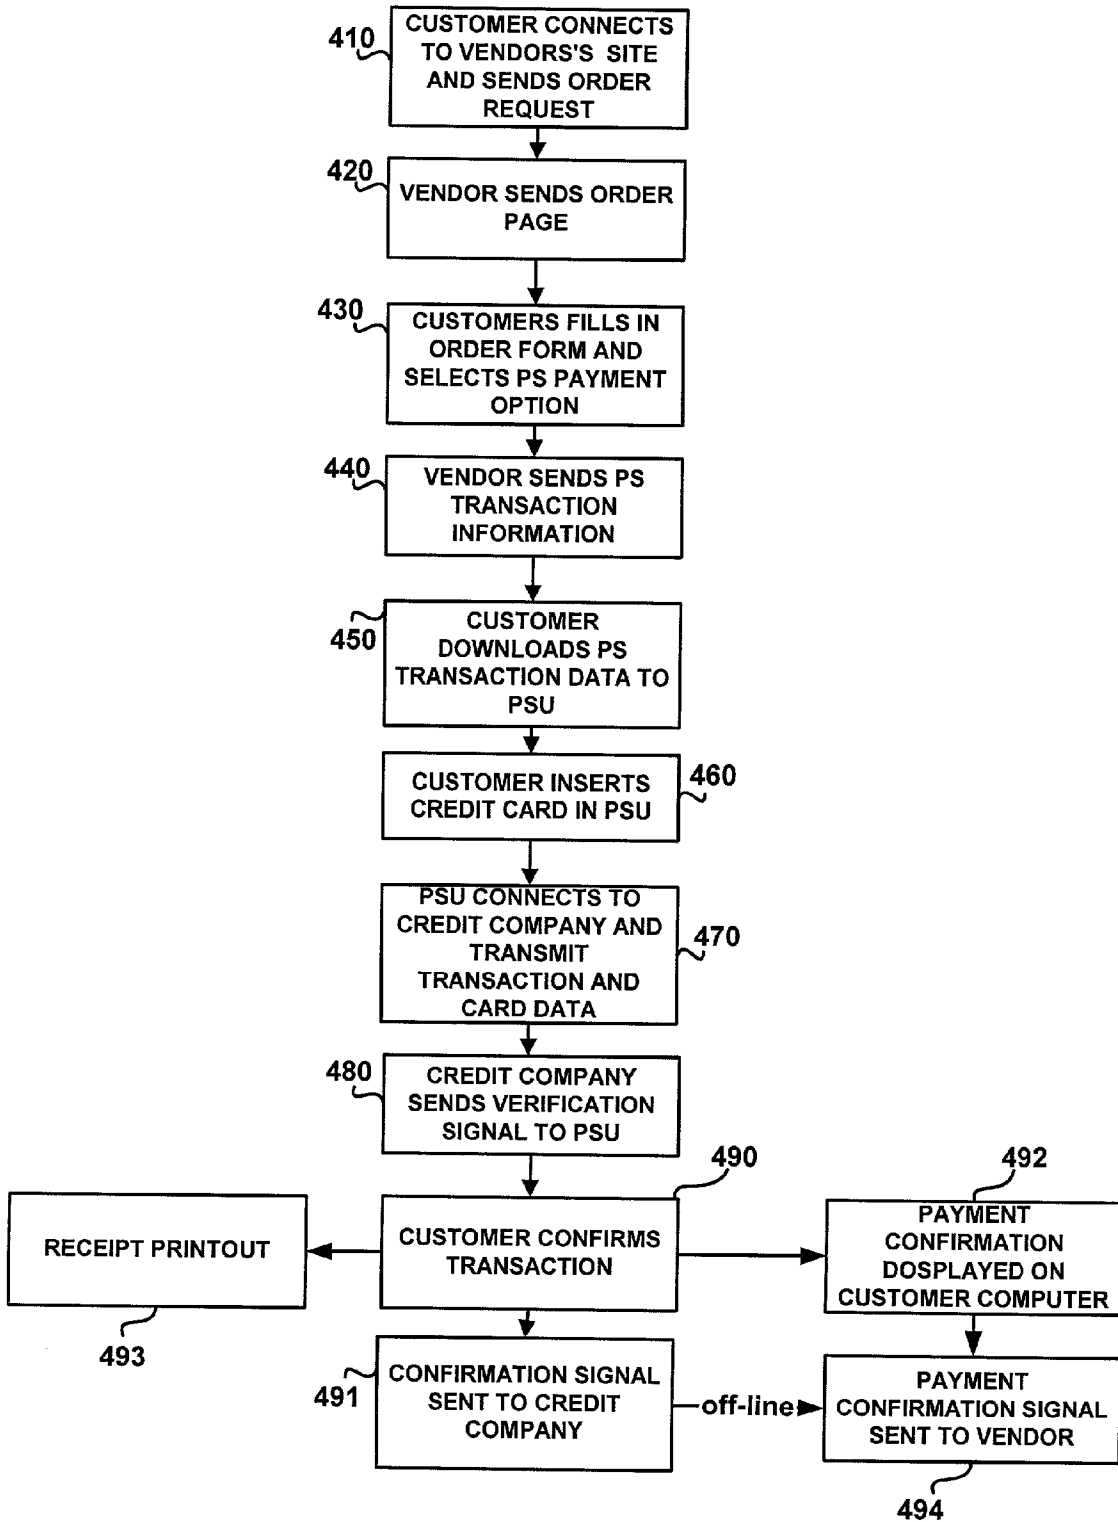 410
CUSTOMER CONNECTS
TO VENDORS'S SITE
AND SENDS ORDER
REQUEST
420
VENDOR SENDS ORDER
PAGE
430
CUSTOMERS FILLS IN
ORDER FORM AND
SELECTS PS PAYMENT
OPTION
440
VENDOR SENDS PS
TRANSACTION
INFORMATION
450
CUSTOMER
DOWNLOADS PS
TRANSACTION DATA TO
PSU
CUSTOMER INSERTS
CREDIT CARD IN PSU
460
PSU CONNECTS TO
CREDIT COMPANY AND
TRANSMIT
TRANSACTION AND
CARD DATA
470
480
CREDIT COMPANY
SENDS VERIFICATION
SIGNAL TO PSU
490
492
RECEIPT PRINTOUT
493
CUSTOMER CONFIRMS
TRANSACTION
PAYMENT
CONFIRMATION
DOSPLAYED ON
CUSTOMER COMPUTER
491
CONFIRMATION SIGNAL
SENT TO CREDIT
COMPANY
off-line
PAYMENT
CONFIRMATION SIGNAL
SENT TO VENDOR
494